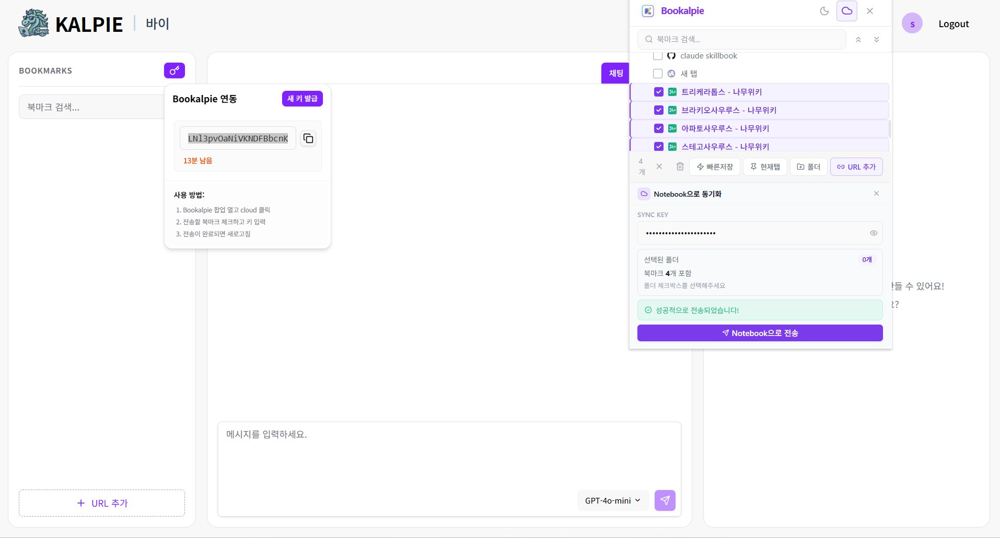 KALPIE
바이
Logout
s
BOOKMARKS
북마크 검색...
Bookalpie 연동
새 키 발급
LNl3pvOaNiVKNDFBbcnK
13분 남음
사용 방법:
1. Bookalpie 팝업 열고 cloud 클릭
2. 전송할 북마크 체크하고 키 입력
3. 전송이 완료되면 새로고침
+ URL 추가
채팅
메시지를 입력하세요.
GPT-4o-mini
Bookalpie
북마크 검색...
claude skillbook
새 탭
트리케라톱스 - 나무위키
브라키오사우루스 - 나무위키
아파토사우루스 - 나무위키
스테고사우루스 - 나무위키
4
개
빠른저장
현재탭
폴더
URL 추가
Notebook으로 동기화
SYNC KEY
선택된 폴더
0개
북마크 4개 포함
폴더 체크박스를 선택해주세요
성공적으로 전송되었습니다!
Notebook으로 전송
수 있어요!